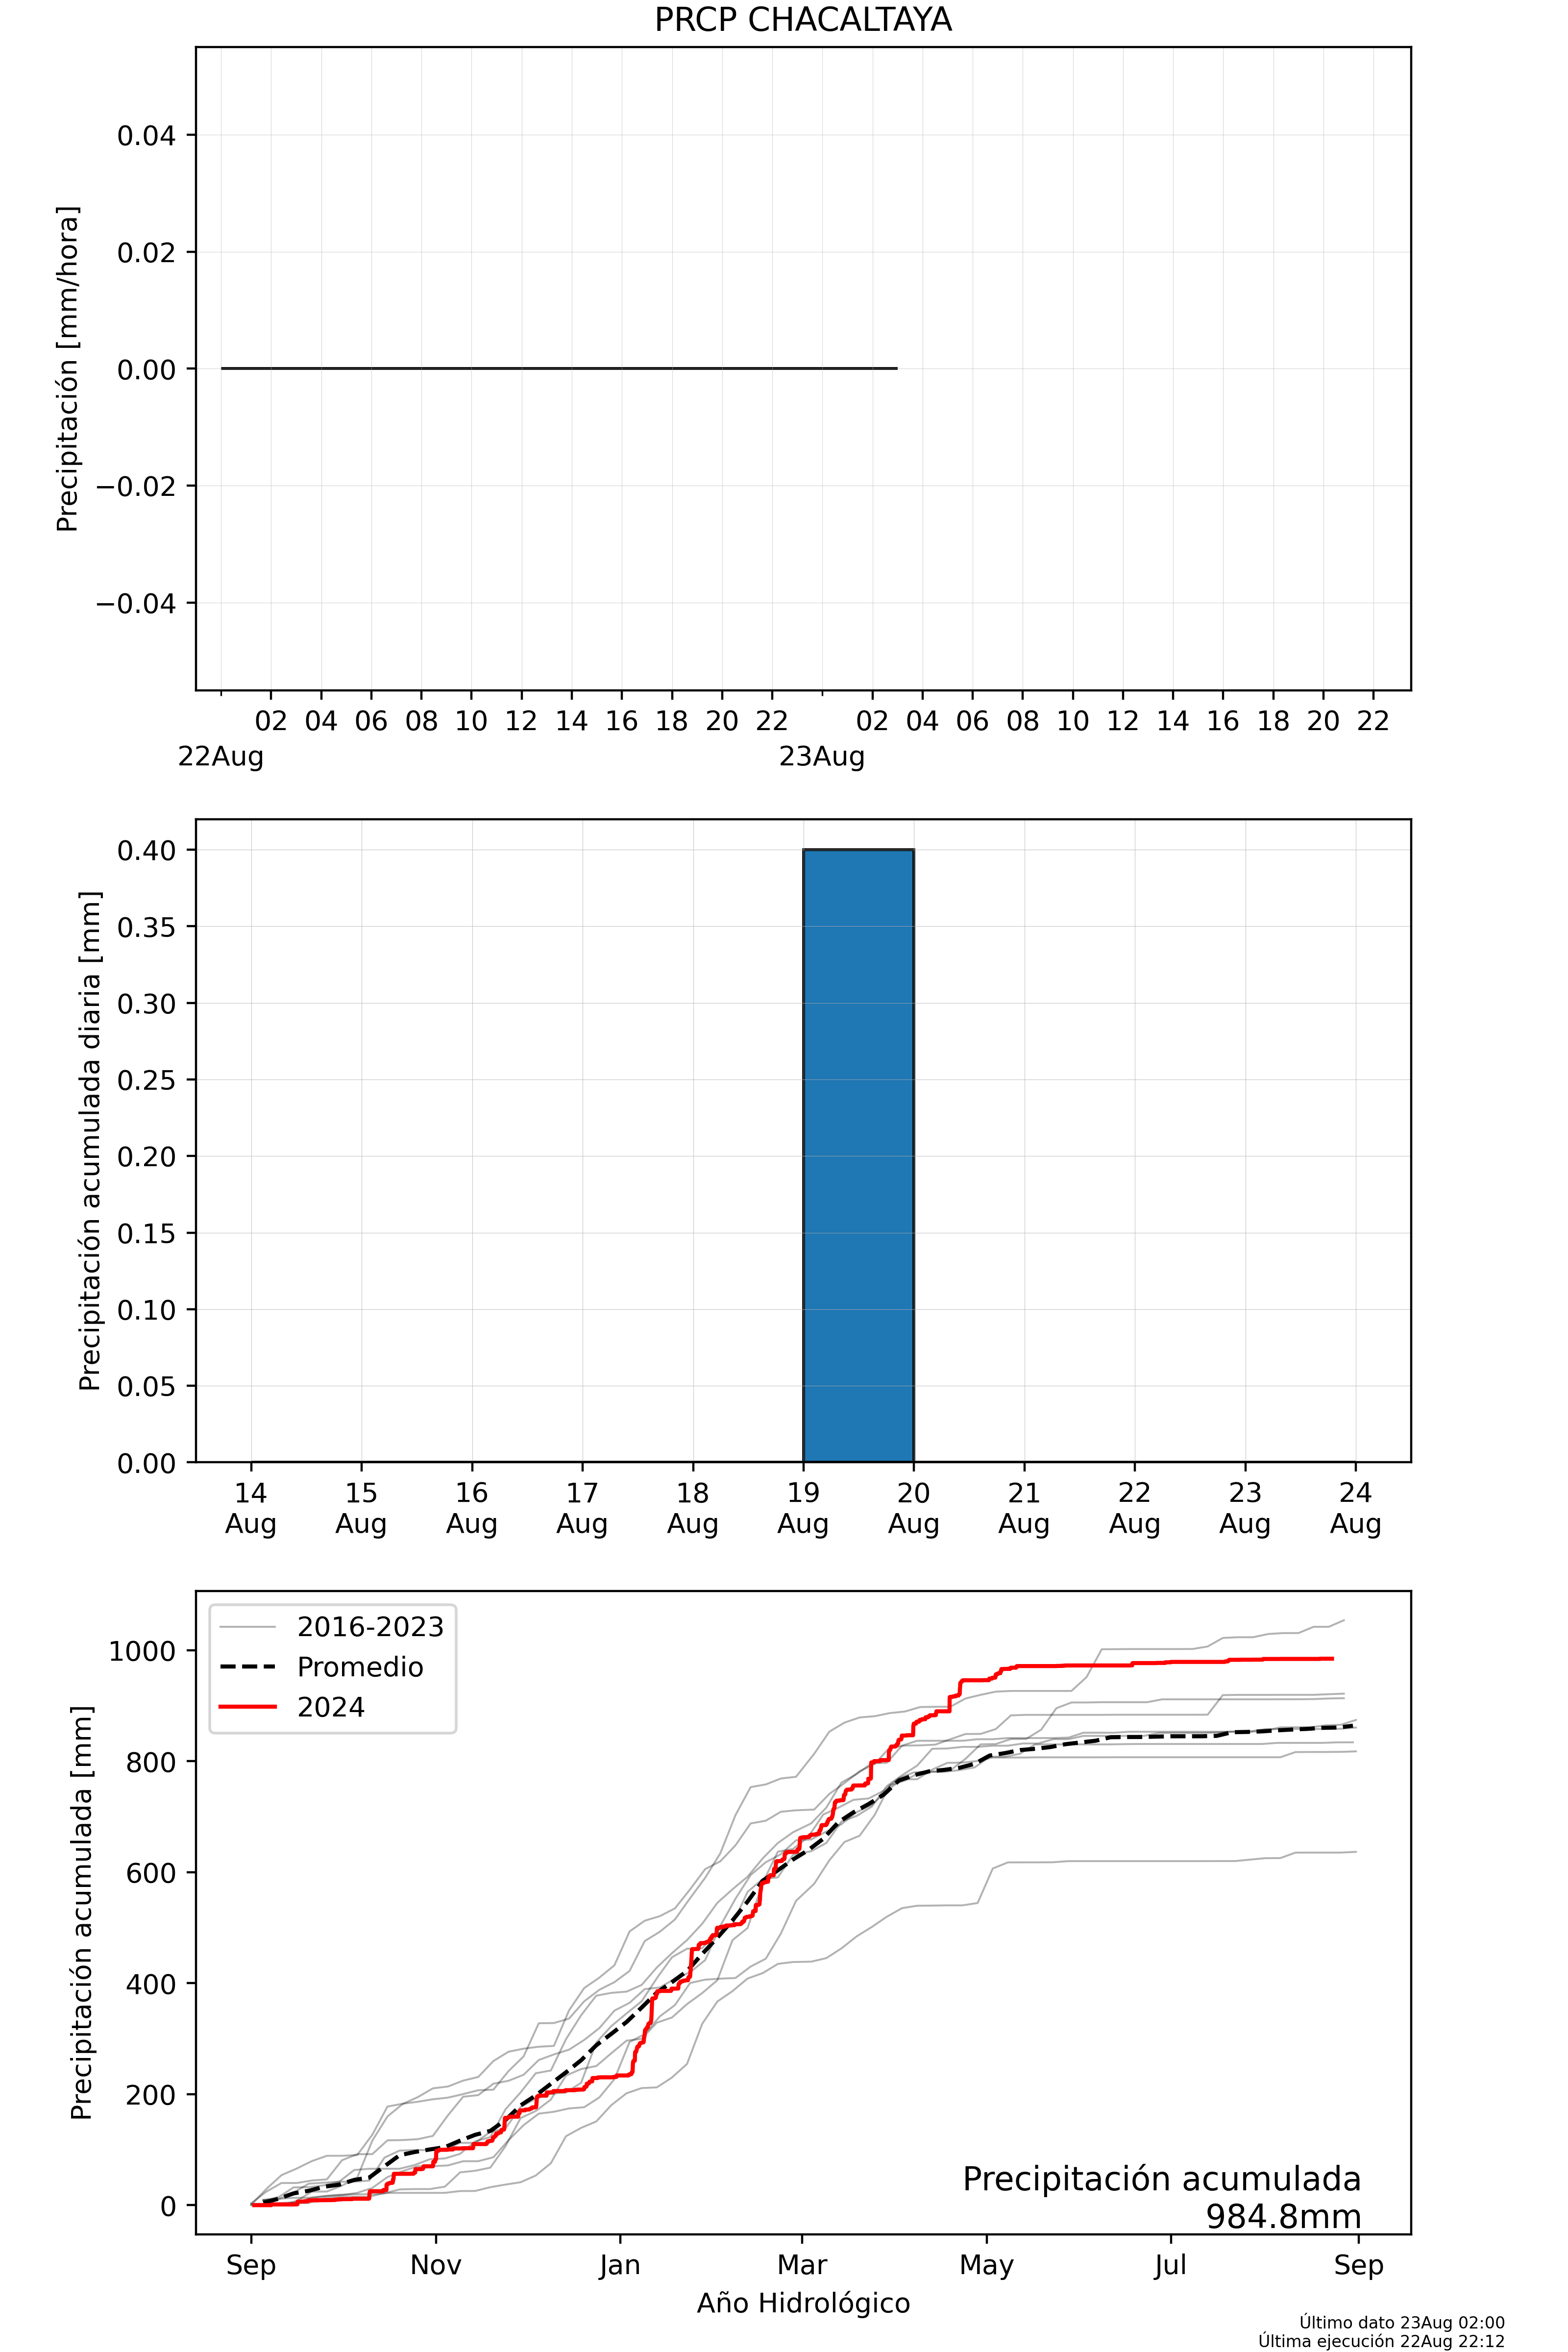 PRCP CHACALTAYA
Precipitación [mm/hora]
0.04
0.02
0.00
−0.02
−0.04
02 04 06 08 10 12 14 16 18 20 22 02 04 06 08 10 12 14 16 18 20 22
22Aug 23Aug
Precipitación acumulada diaria [mm]
0.40
0.35
0.30
0.25
0.20
0.15
0.10
0.05
0.00
14 15 16 17 18 19 20 21 22 23 24
Aug Aug Aug Aug Aug Aug Aug Aug Aug Aug Aug
Precipitación acumulada [mm]
1000
800
600
400
200
0
2016-2023
Promedio
2024
Precipitación acumulada
984.8mm
Sep Nov Jan Mar May Jul Sep
Año Hidrológico
Último dato 23Aug 02:00
Última ejecución 22Aug 22:12